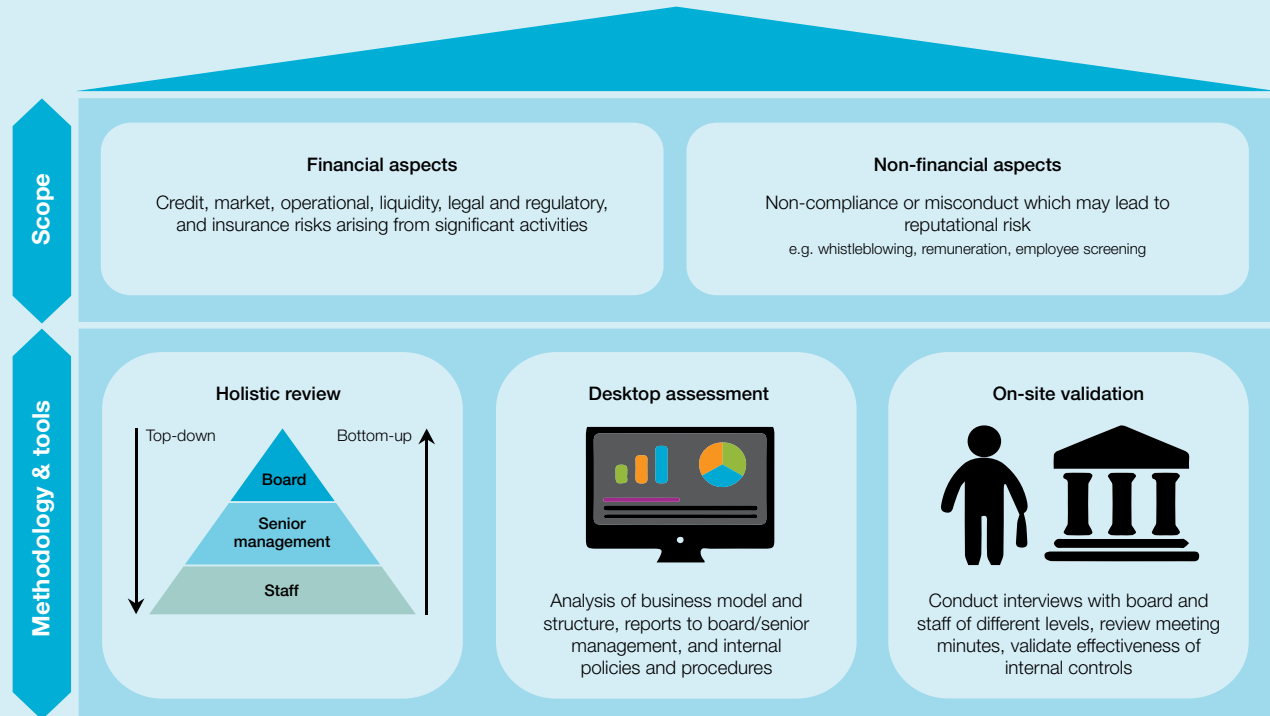 Scope
Financial aspects
Credit, market, operational, liquidity, legal and regulatory,
and insurance risks arising from significant activities
Non-financial aspects
Non-compliance or misconduct which may lead to
reputational risk
e.g. whistleblowing, remuneration, employee screening
Methodology & tools
Holistic review
Top-down
Bottom-up
Board
Senior
management
Staff
Desktop assessment
Analysis of business model and
structure, reports to board/senior
management, and internal
policies and procedures
On-site validation
Conduct interviews with board and
staff of different levels, review meeting
minutes, validate effectiveness of
internal controls